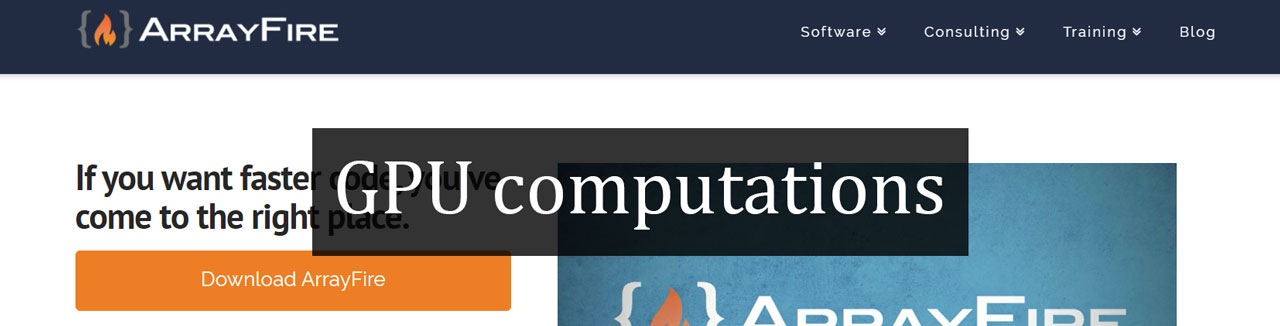 ARRAYFIRE
Software
Consulting
Training
Blog
If you want faster code, you've
come to the right place.
GPU computations
Download ArrayFire
ARRAYFIRE